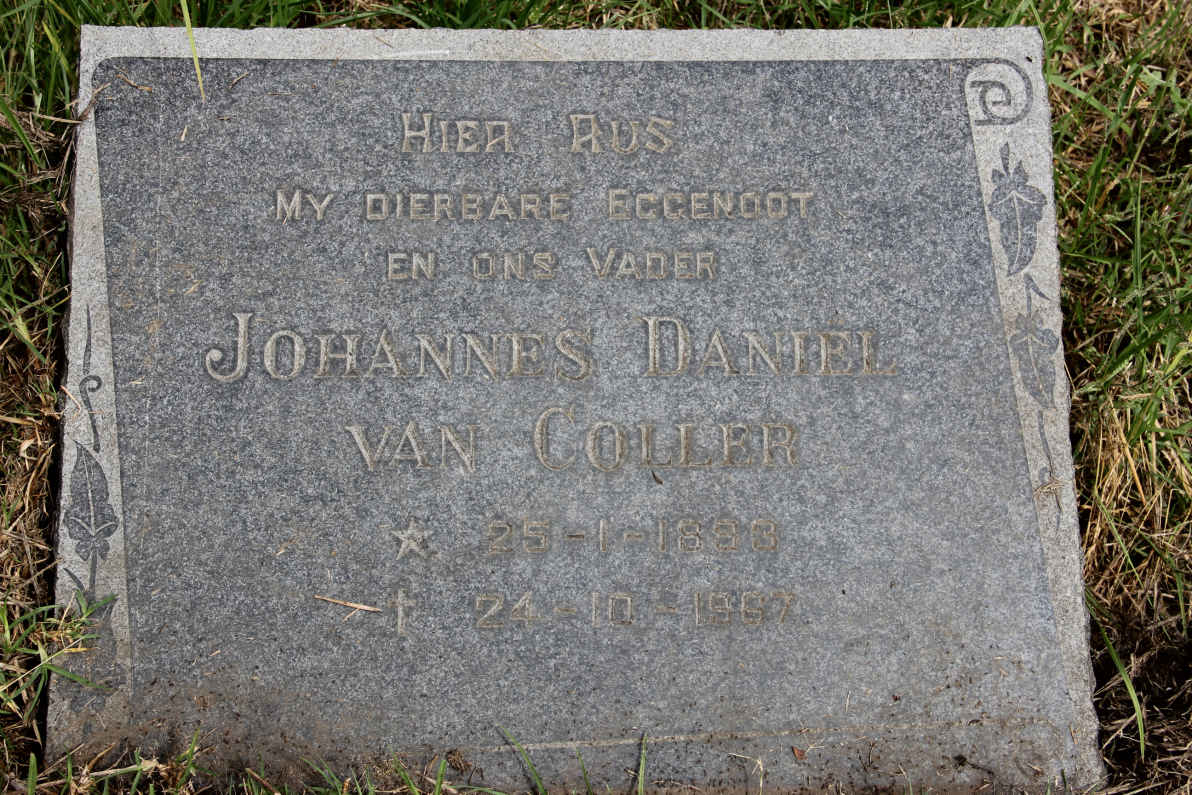 HIER RUS
MY DIERBARE EGGENOOT
EN ONS VADER
JOHANNES DANIEL
VAN COLLER
25-1-1898
24-10-1967